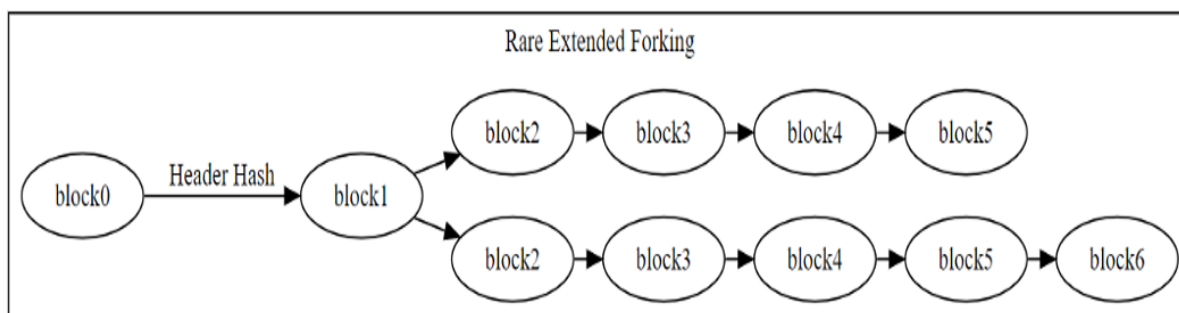 Rare Extended Forking
block2 block3 block4 block5
block0 Header Hash block1
block2 block3 block4 block5 block6